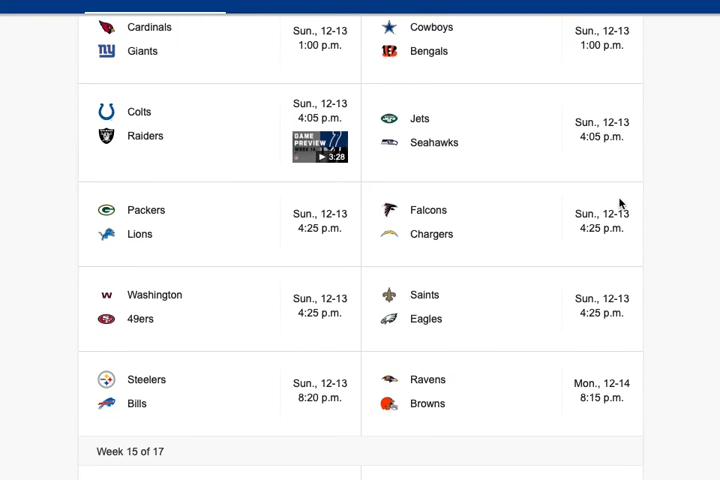 Cardinals
Giants
Sun., 12-13
1:00 p.m.
Cowboys
Bengals
Sun., 12-13
1:00 p.m.
Colts
Raiders
Sun., 12-13
4:05 p.m.
GAME
PREVIEW
3:28
Jets
Seahawks
Sun., 12-13
4:05 p.m.
Packers
Lions
Sun., 12-13
4:25 p.m.
Falcons
Chargers
Sun., 12-13
4:25 p.m.
W
Washington
49ers
Sun., 12-13
4:25 p.m.
Saints
Eagles
Sun., 12-13
4:25 p.m.
Steelers
Bills
Sun., 12-13
8:20 p.m.
Ravens
Browns
Mon., 12-14
8:15 p.m.
Week 15 of 17